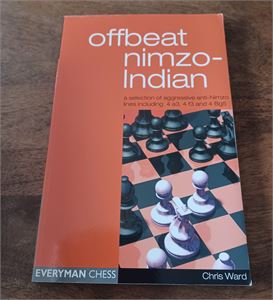 offbeat
nimzo-
Indian
a selection of aggressive anti-Nimzo
lines including 4 a3, 4 f3 and 4 Bg5
EVERYMAN CHESS
Chris Ward